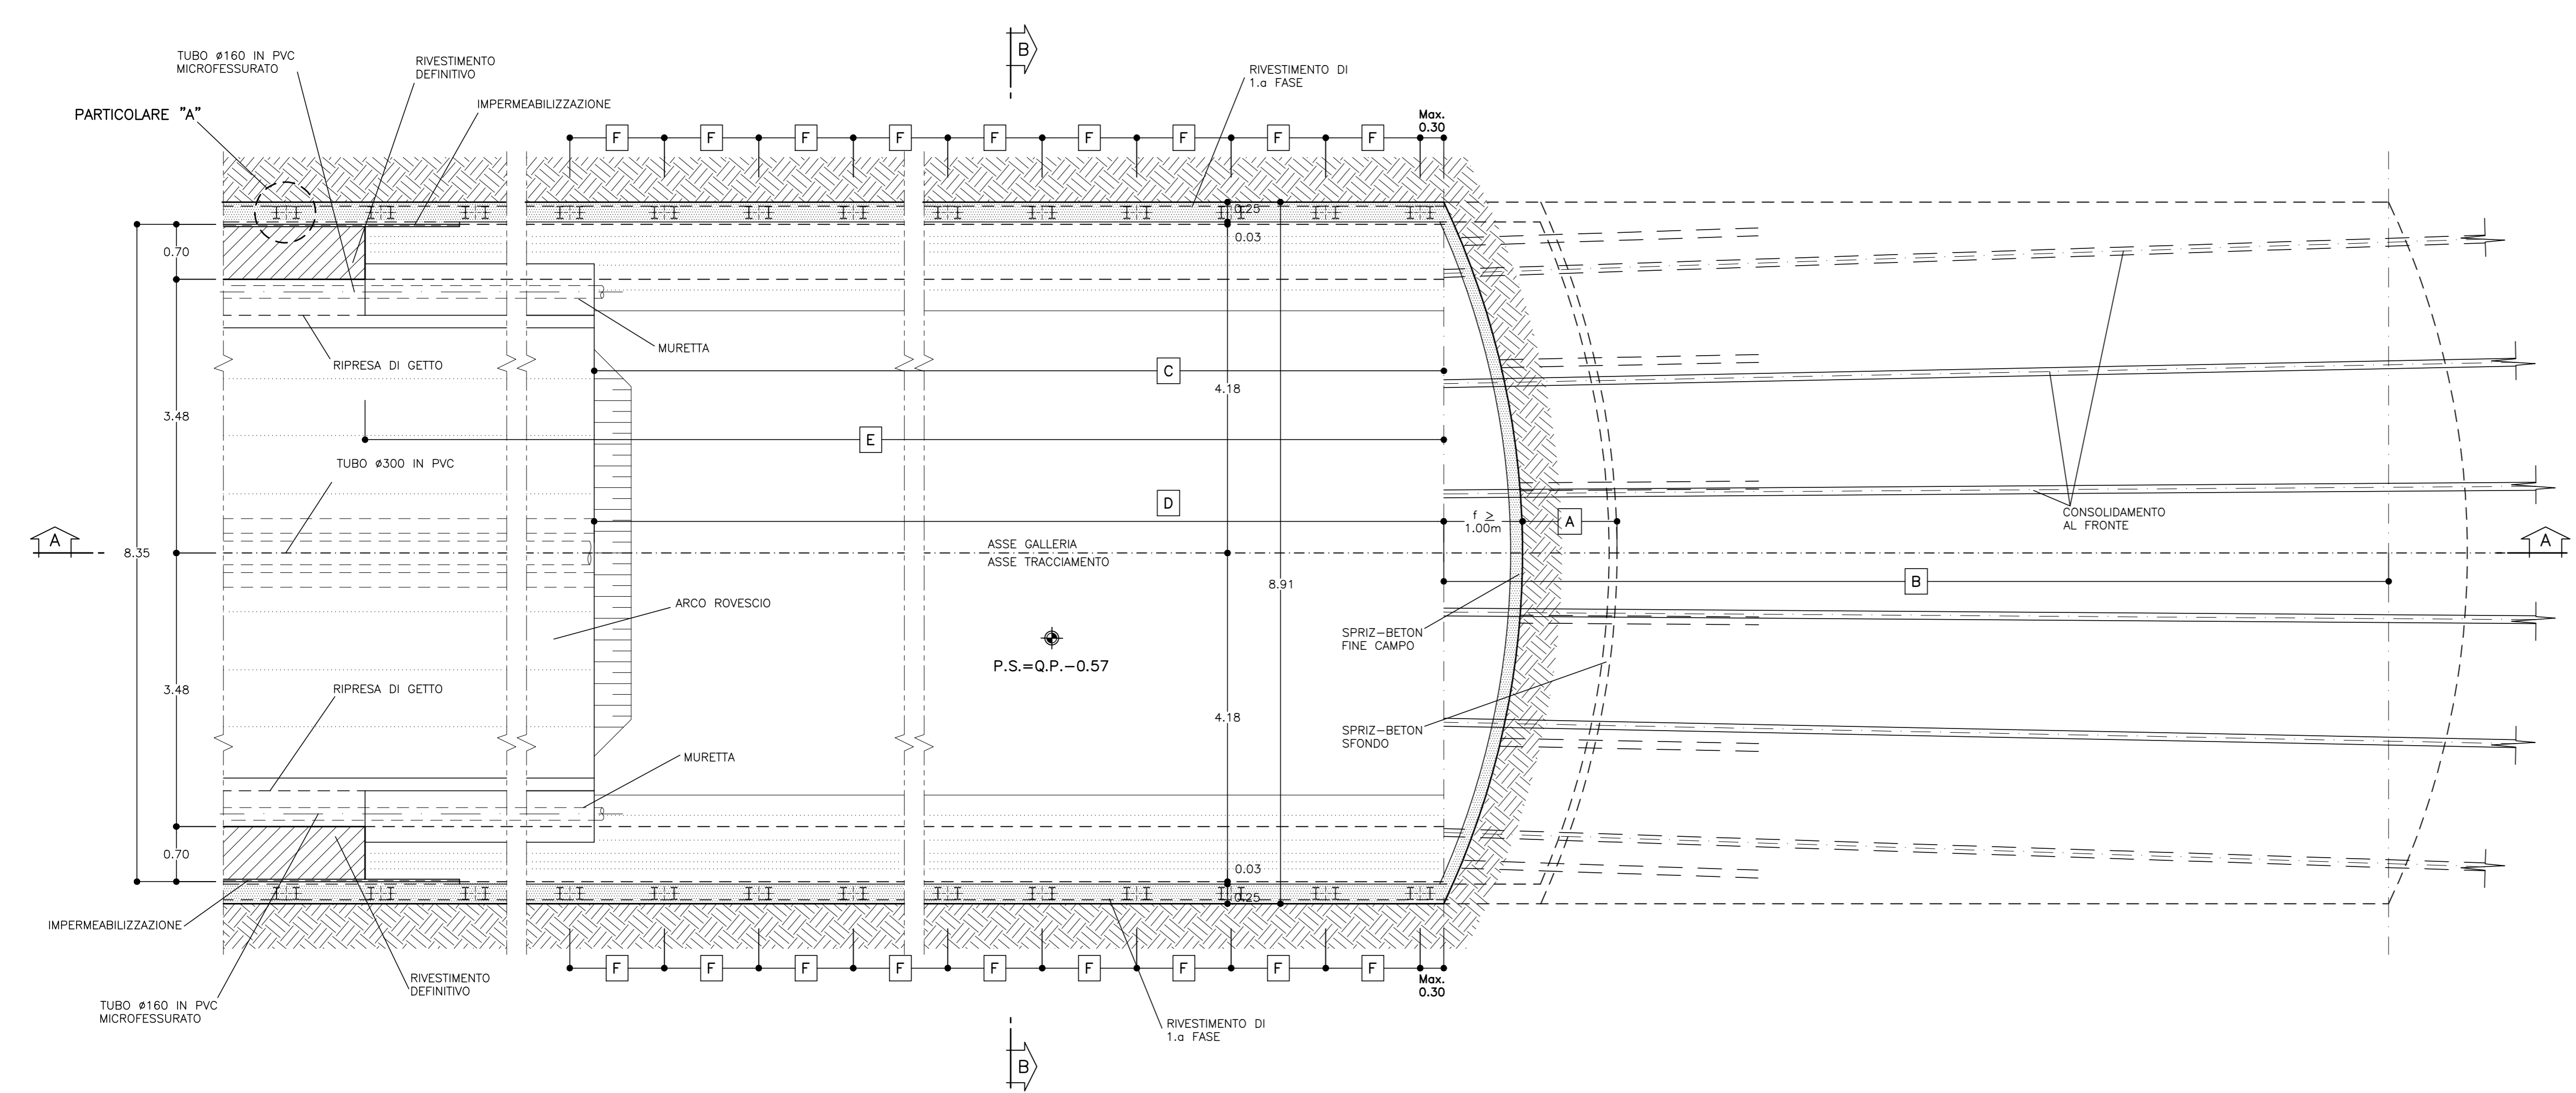 B
TUBO ø160 IN PVC
MICROFESSURATO
RIVESTIMENTO
DEFINITIVO
RIVESTIMENTO DI
1.a FASE
IMPERMEABILIZZAZIONE
PARTICOLARE "A"
Max.
0.30
F F F F F F F F F
0.25
0.03
0.70
MURETTA
RIPRESA DI GETTO
C
4.18
3.48
E
TUBO ø300 IN PVC
D
f ≥
1.00m
A
CONSOLIDAMENTO
AL FRONTE
A
8.35
ASSE GALLERIA
ASSE TRACCIAMENTO
A
8.91
B
ARCO ROVESCIO
SPRIZ-BETON
FINE CAMPO
P.S.=Q.P.-0.57
3.48
RIPRESA DI GETTO
4.18
SPRIZ-BETON
SFONDO
MURETTA
0.70
0.03
0.25
IMPERMEABILIZZAZIONE
F F F F F F F F F
Max.
0.30
RIVESTIMENTO
DEFINITIVO
TUBO ø160 IN PVC
MICROFESSURATO
RIVESTIMENTO DI
1.a FASE
B